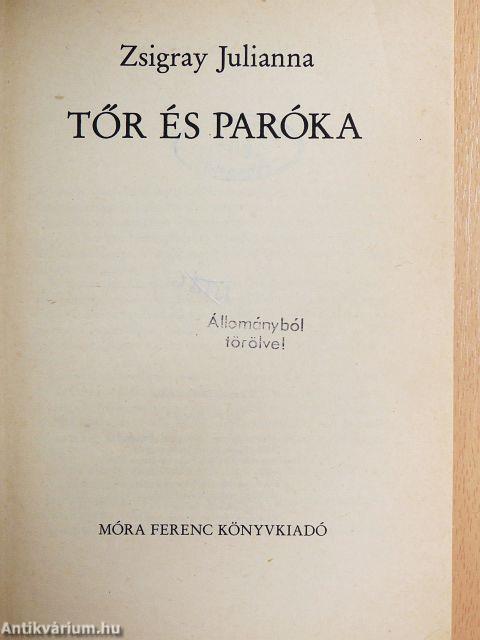 Zsigray Julianna
TŐR ÉS PARÓKA
Állományból
törölve!
MÓRA FERENC KÖNYVKIADÓ
Antikvárium.hu